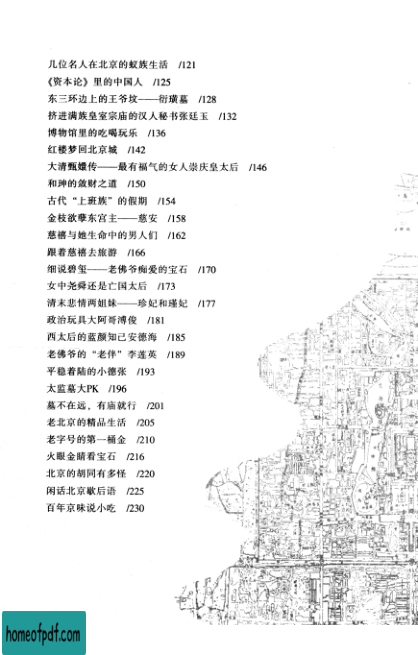 几位名人在北京的蚁族生活 /121
《资本论》里的中国人 /125
东三环边上的王爷坟——衍璜墓 /128
挤进满族皇室宗庙的汉人秘书张廷玉 /132
博物馆里的吃喝玩乐 /136
红楼梦回北京城 /142
大清甄嬛传——最有福气的女人崇庆皇太后 /146
和珅的敛财之道 /150
古代“上班族”的假期 /154
金枝欲孽东宫主——慈安 /158
慈禧与她生命中的男人们 /162
跟着慈禧去旅游 /166
细说碧玺——老佛爷痴爱的宝石 /170
女中尧舜还是亡国太后 /173
清末悲情两姐妹——珍妃和瑾妃 /177
政治玩具大阿哥溥俊 /181
西太后的蓝颜知己安德海 /185
老佛爷的“老伴”李莲英 /189
平稳着陆的小德张 /193
太监墓大PK /196
墓不在远，有庙就行 /201
老北京的精品生活 /205
老字号的第一桶金 /210
火眼金睛看宝石 /216
北京的胡同有多怪 /220
闲话北京歇后语 /225
百年京味说小吃 /230
homeofpdf.com